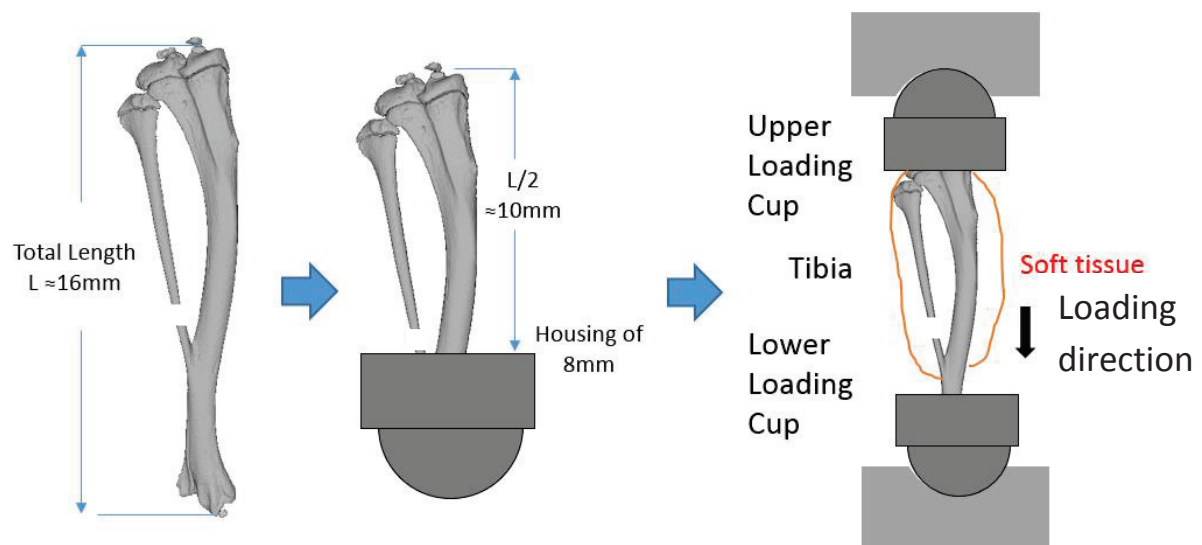 Total Length
L ≈16mm
L/2
≈10mm
Housing of
8mm
Upper
Loading
Cup
Tibia
Lower
Loading
Cup
Soft tissue
Loading
direction